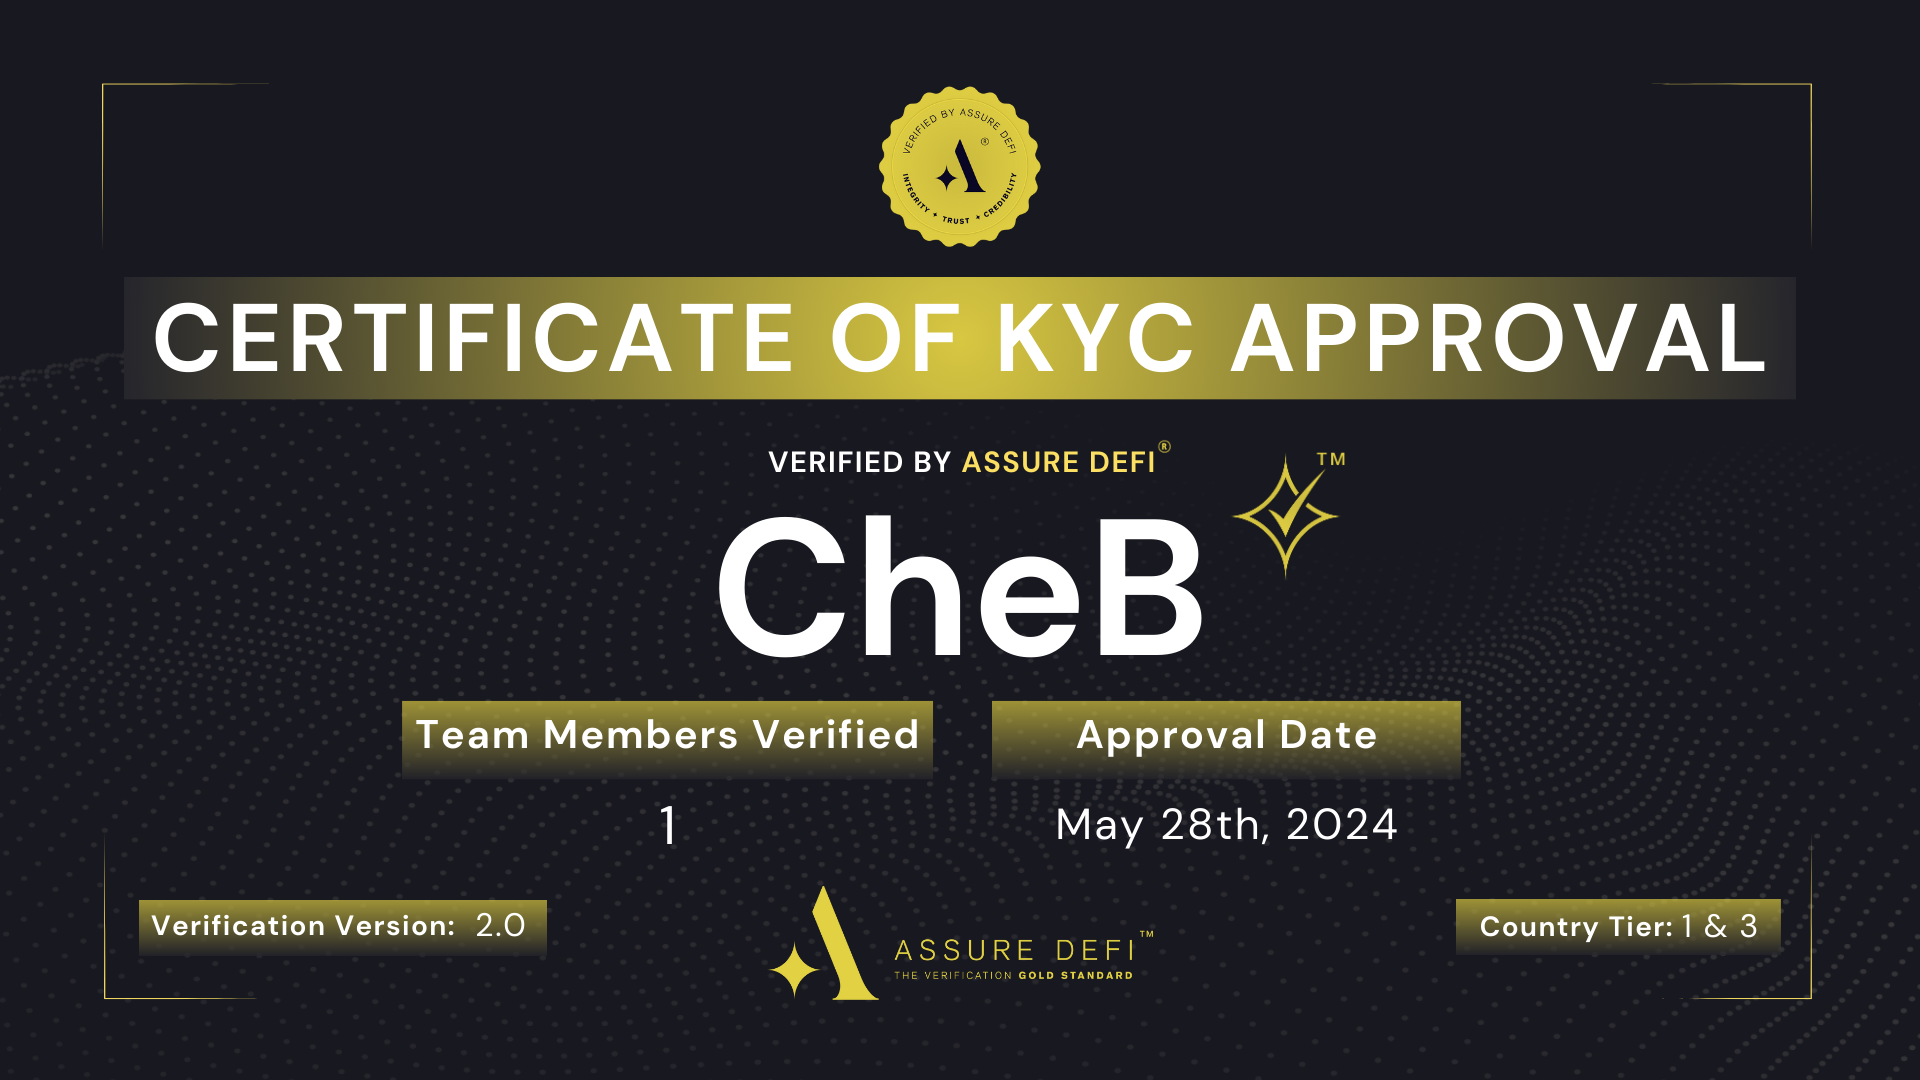 VERIFIED BY ASSURE DEFI
A ®
INTEGRITY ✦ TRUST ✦ CREDIBILITY
CERTIFICATE OF KYC APPROVAL
VERIFIED BY ASSURE DEFI®
TM
CheB
Team Members Verified
1
Approval Date
May 28th, 2024
Verification Version: 2.0
ASSURE DEFI™
THE VERIFICATION GOLD STANDARD
Country Tier: 1 & 3